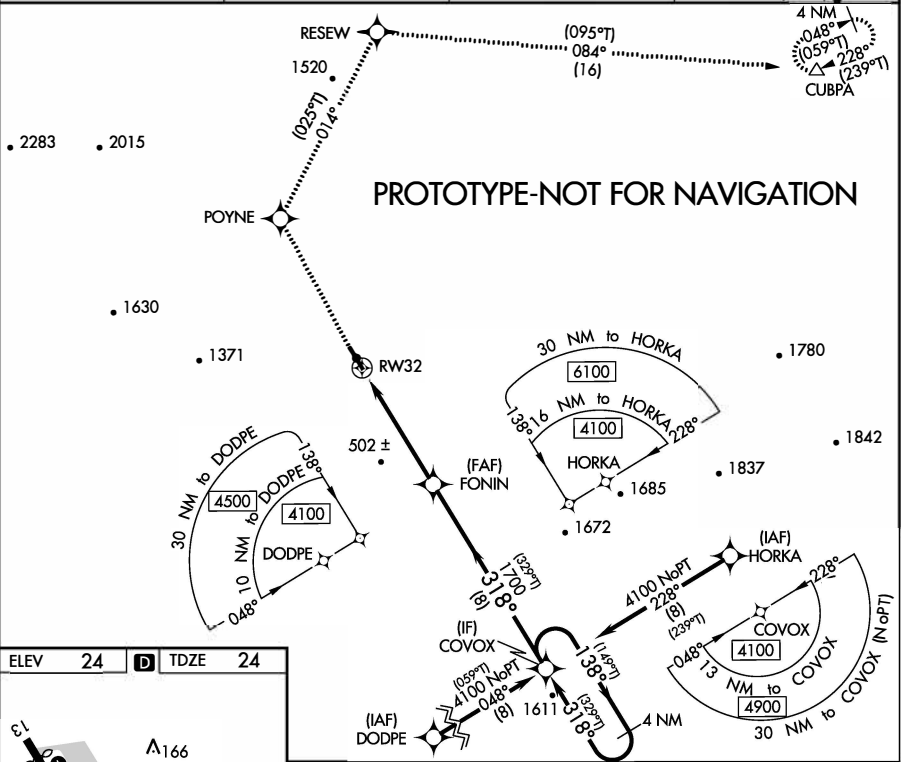 RESEW
(095°T)
084°
(16)
4 NM
048°
(059°T)
228°
(239°T)
CUBPA
1520
(025°T)
014°
2283
2015
PROTOTYPE-NOT FOR NAVIGATION
POYNE
1630
1371
RW32
30 NM to HORKA
6100
138°
16 NM to HORKA
228°
4100
HORKA
1780
1842
1837
1685
1672
502 ±
(FAF)
FONIN
30 NM to DODPE
138°
4500
10 NM to DODPE
4100
DODPE
048°
1700
318°
(8)
(329°T)
(IAF)
HORKA
4100 NoPT
228°
(8)
(239°T)
228°
COVOX
4100
048°
13 NM to COVOX
4900
30 NM to COVOX (NoPT)
(IF)
COVOX
138°
(149°T)
318°
(329°T)
4 NM
1611
(059°T)
4100 NoPT
048°
(8)
(IAF)
DODPE
ELEV 24 D TDZE 24
13
166